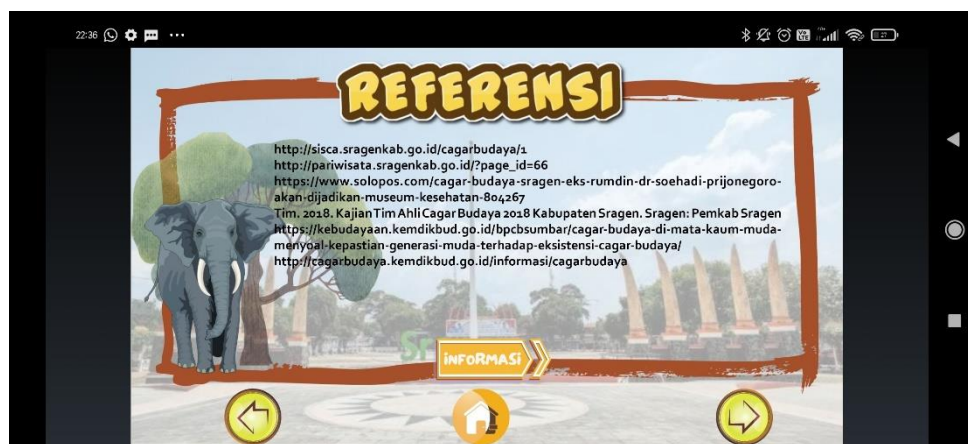 22:36
REFERENSI
http://sisca.sragenkab.go.id/cagarbudaya/1
http://pariwisata.sragenkab.go.id/?page_id=66
https://www.solopos.com/cagar-budaya-sragen-eks-rumdin-dr-soehadi-prijonegoro-
akan-dijadikan-museum-kesehatan-804267
Tim. 2018. Kajian Tim Ahli Cagar Budaya 2018 Kabupaten Sragen. Sragen: Pemkab Sragen
https://kebudayaan.kemdikbud.go.id/bpcbsumbar/cagar-budaya-di-mata-kaum-muda-
menyoal-kepastian-generasi-muda-terhadap-eksistensi-cagar-budaya/
http://cagarbudaya.kemdikbud.go.id/informasi/cagarbudaya
INFORMASI